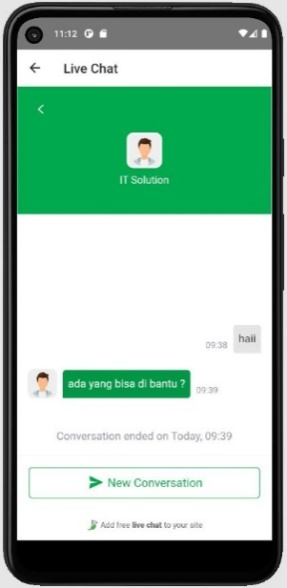 11:12
Live Chat
IT Solution
haii
09:38
ada yang bisa di bantu ?
09:39
Conversation ended on Today, 09:39
New Conversation
Add free live chat to your site